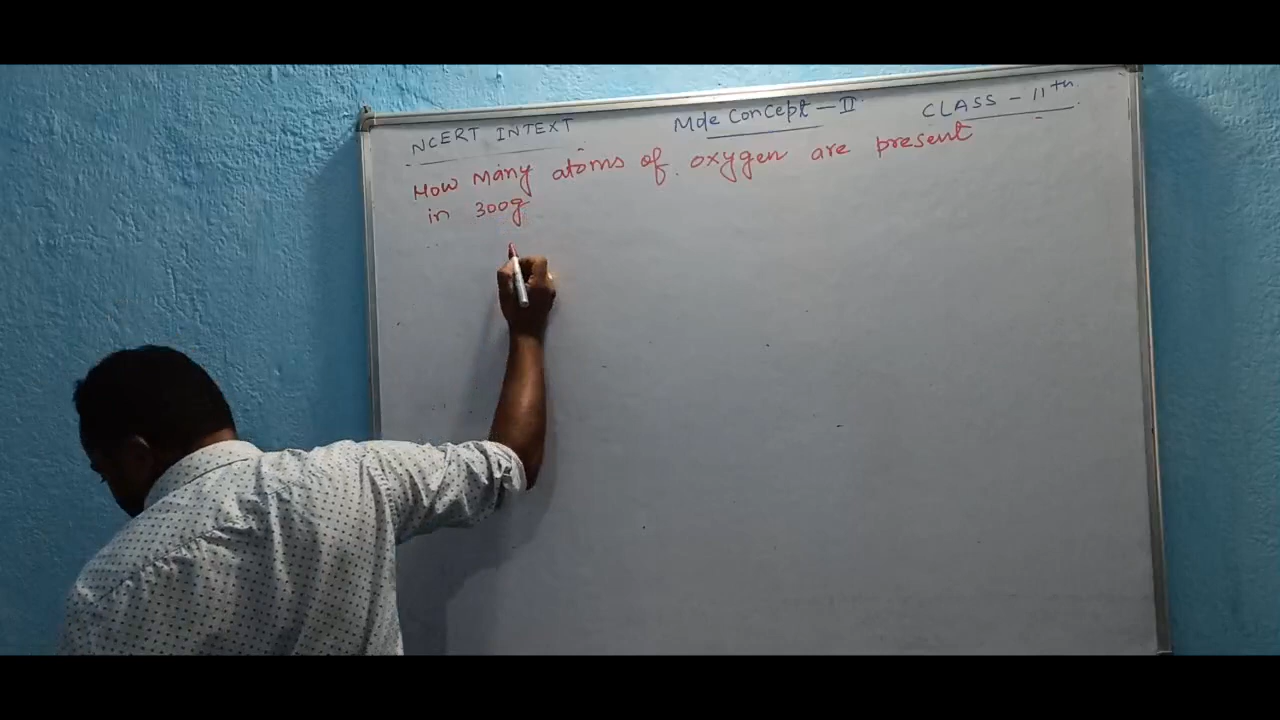 NCERT INTEXT
Mole Concept - II
CLASS - 11th
How Many atoms of oxygen are present
in 300g